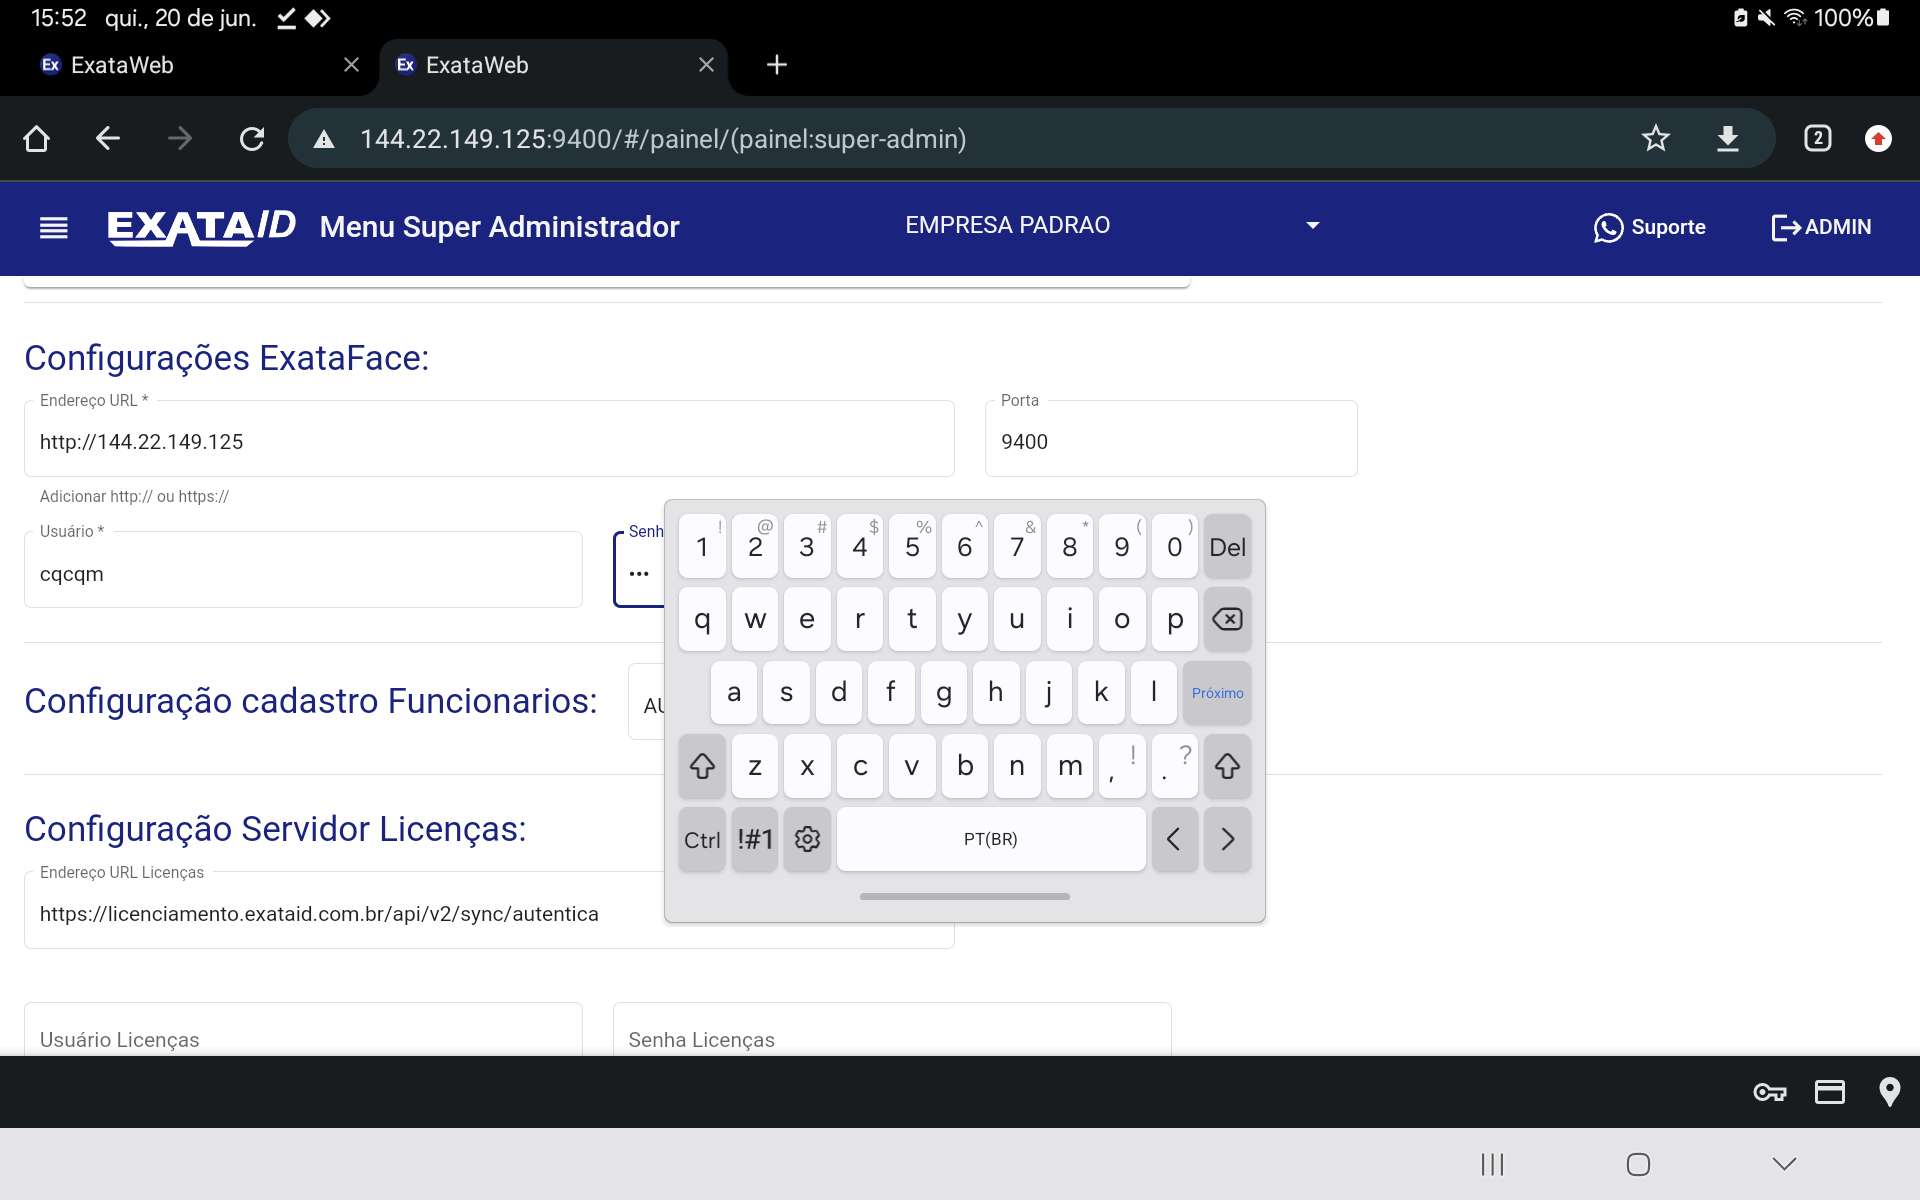 15:52 qui., 20 de jun. 100%
Ex ExataWeb Ex ExataWeb
144.22.149.125:9400/#/painel/(painel:super-admin) 2
EXATAID Menu Super Administrador EMPRESA PADRAO Suporte ADMIN
Configurações ExataFace:
Endereço URL * Porta
http://144.22.149.125 9400
Adicionar http:// ou https://
Usuário * Senh
cqcqm •••
! @ # $ % ^ & * ( )
1 2 3 4 5 6 7 8 9 0 Del
q w e r t y u i o p
a s d f g h j k l Próximo
z x c v b n m , ! . ?
Ctrl !#1 PT(BR) < >
Configuração cadastro Funcionarios: AU
Configuração Servidor Licenças:
Endereço URL Licenças
https://licenciamento.exataid.com.br/api/v2/sync/autentica
Usuário Licenças Senha Licenças